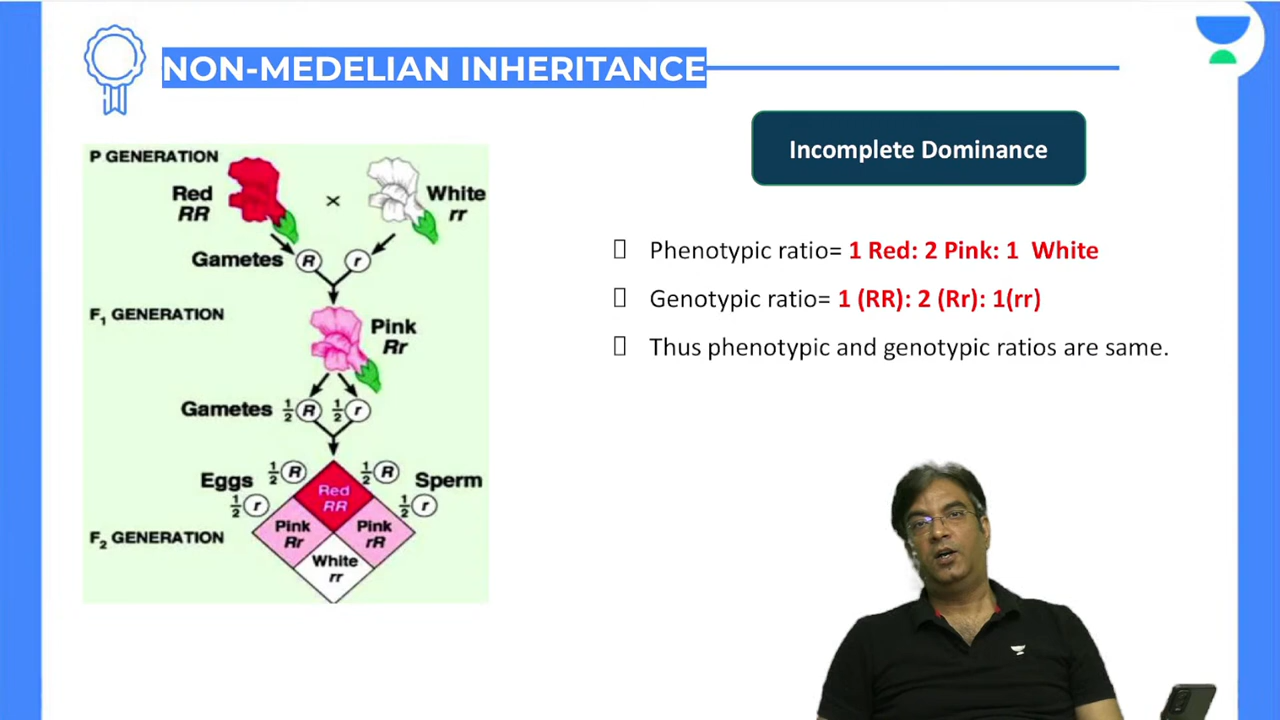 NON-MEDELIAN INHERITANCE
P GENERATION
Red
RR
×
White
rr
Gametes R r
F₁ GENERATION
Pink
Rr
Gametes ½ R ½ r
Eggs ½ R ½ R Sperm
½ r ½ r
Red
RR
F₂ GENERATION
Pink
Rr
Pink
rR
White
rr
Incomplete Dominance
Phenotypic ratio= 1 Red: 2 Pink: 1 White
Genotypic ratio= 1 (RR): 2 (Rr): 1(rr)
Thus phenotypic and genotypic ratios are same.